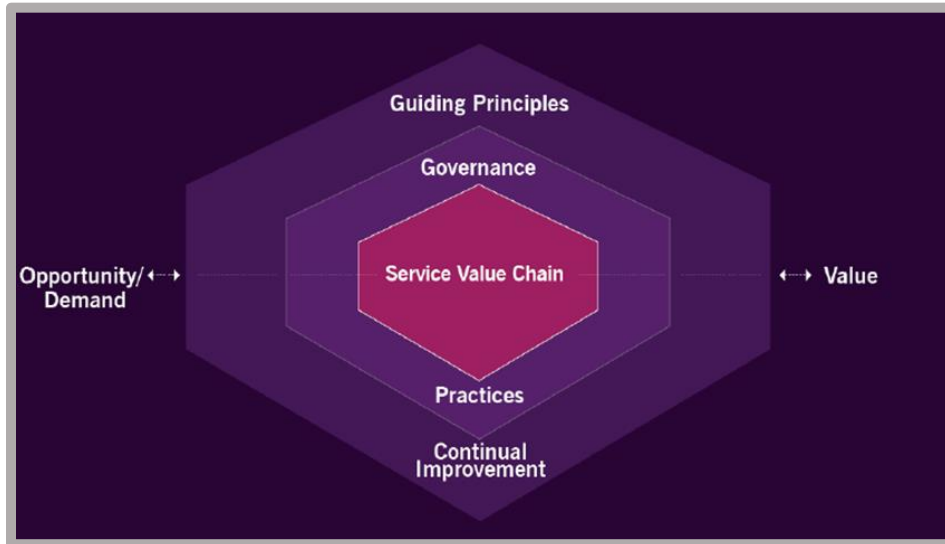 Guiding Principles
Governance
Opportunity/
Demand
Service Value Chain
Value
Practices
Continual
Improvement